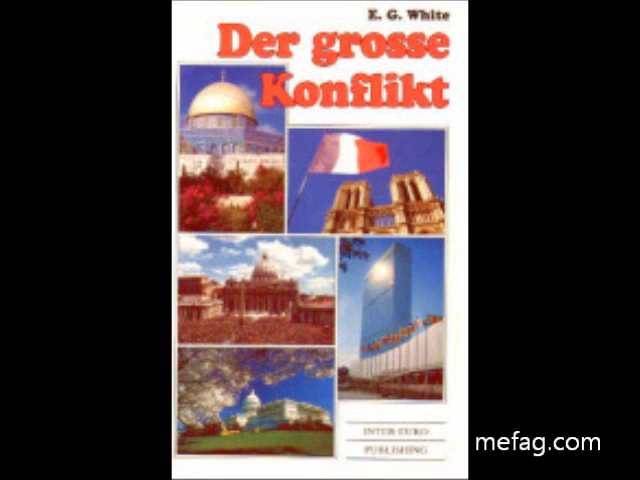 E. G. White
Der grosse
Konflikt
INTER-EURO-
PUBLISHING
mefag.com